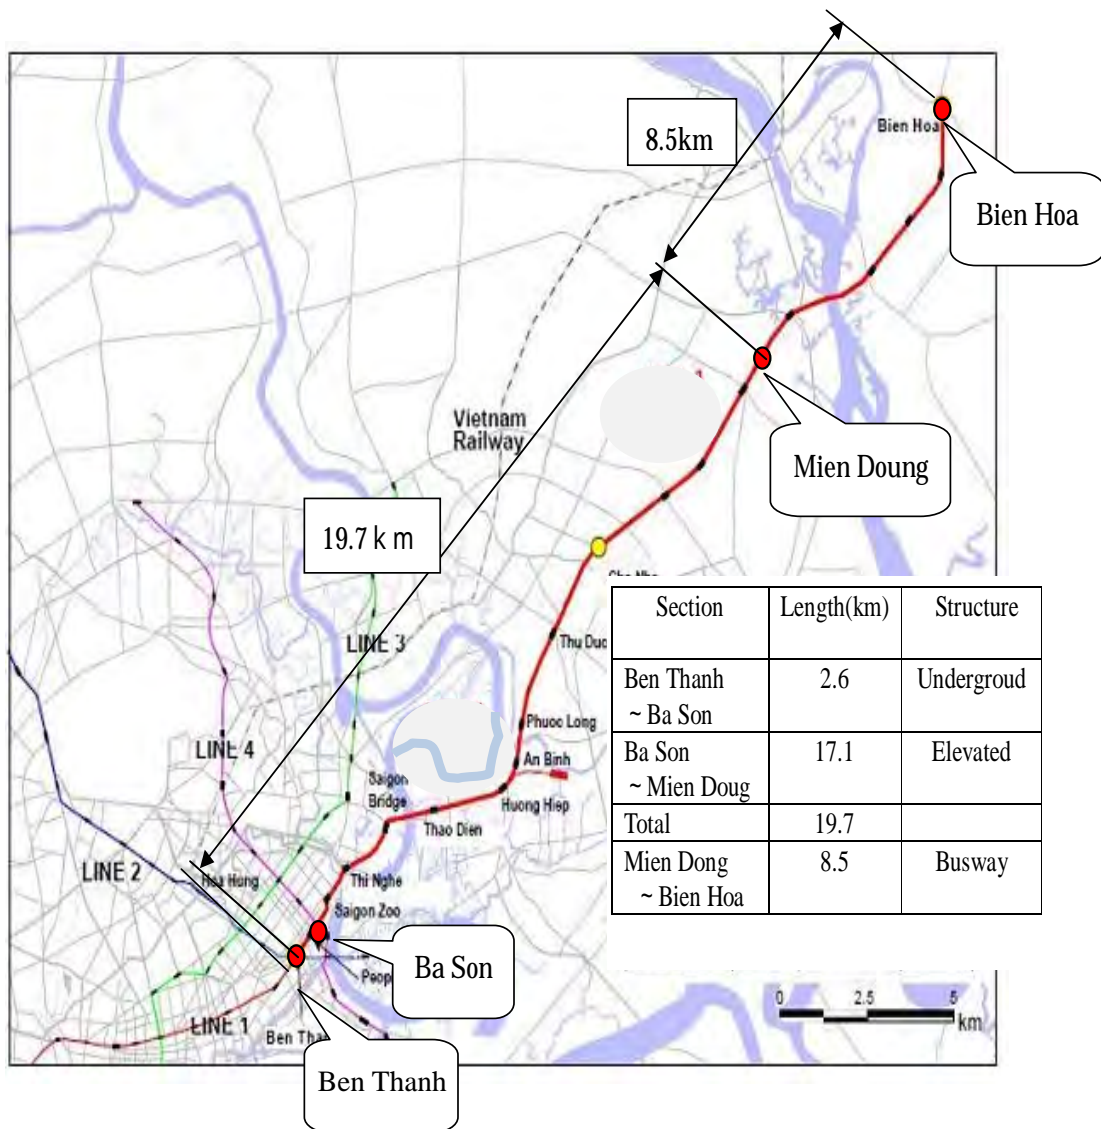 Bien Hoa
8.5km
Bien Hoa
Vietnam
Railway
Mien Doung
19.7 k m
LINE 3
Thu Duc
Section Length(km) Structure
Ben Thanh 2.6 Undergroud
~ Ba Son
Ba Son 17.1 Elevated
~ Mien Doug
Total 19.7
Mien Dong 8.5 Busway
~ Bien Hoa
Phuoc Long
LINE 4
An Binh
Saigon
Bridge
Huong Hiep
Thao Dien
LINE 2
Hoa Hung
Thi Nghe
Saigon Zoo
Ba Son
Peop
0 2.5 5
km
LINE 1
Ben Tha
Ben Thanh